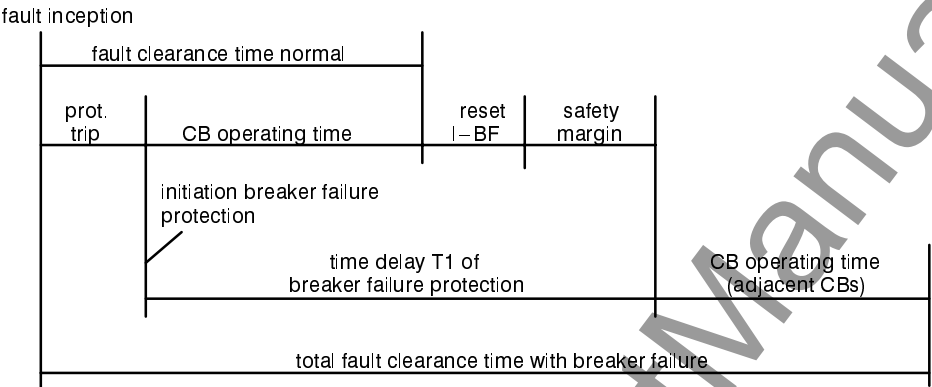 fault inception
fault clearance time normal
prot.
trip
CB operating time
reset
I–BF
safety
margin
initiation breaker failure
protection
time delay T1 of
breaker failure protection
CB operating time
(adjacent CBs)
total fault clearance time with breaker failure
tManua